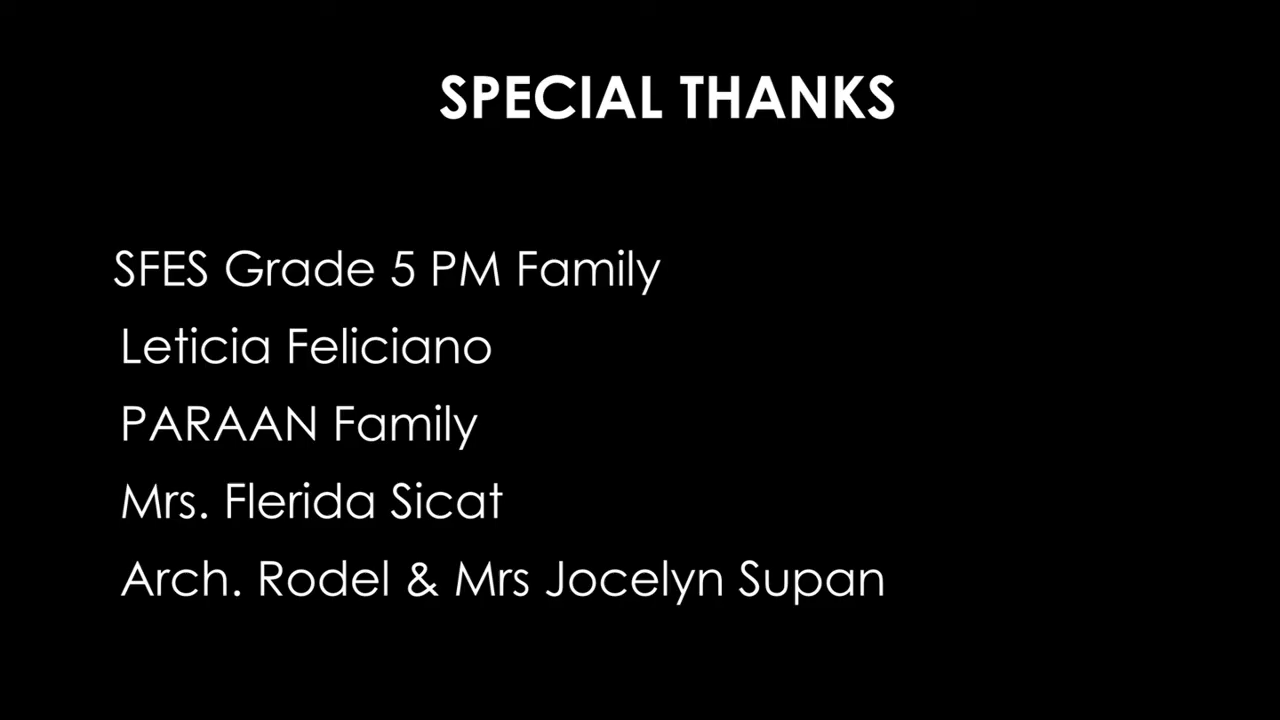 SPECIAL THANKS
SFES Grade 5 PM Family
Leticia Feliciano
PARAAN Family
Mrs. Flerida Sicat
Arch. Rodel & Mrs Jocelyn Supan